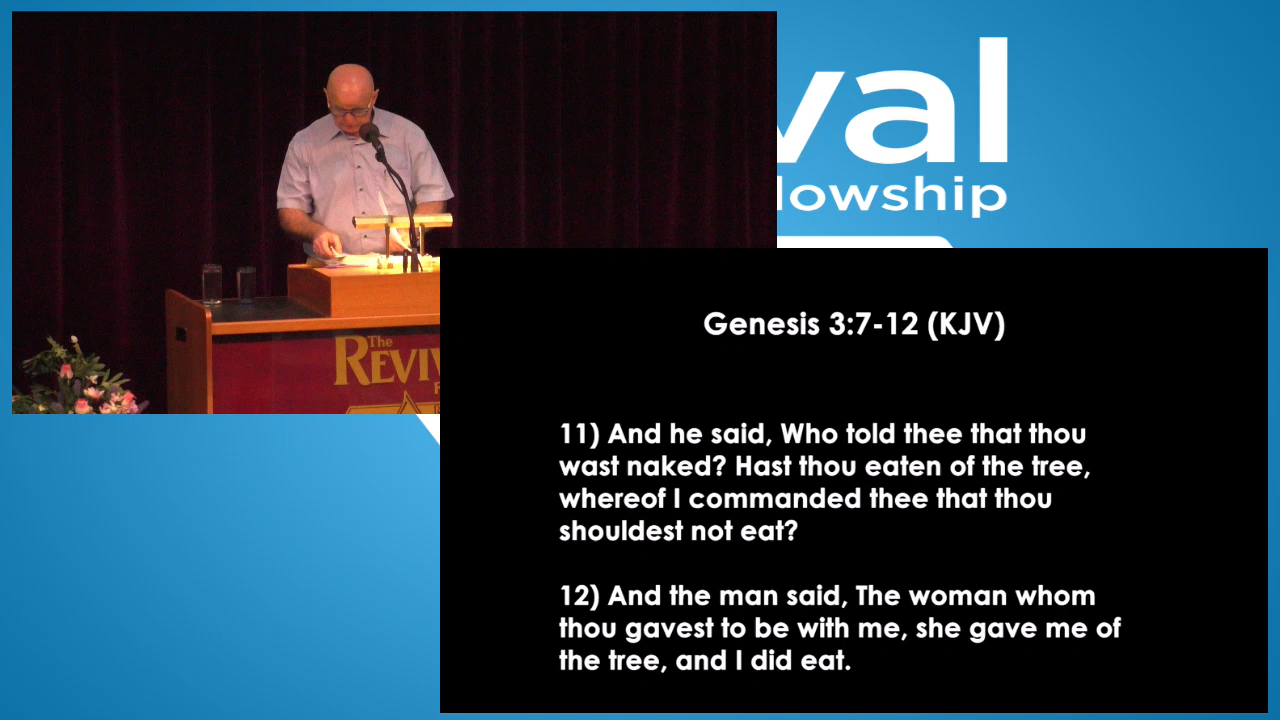 val
lowship
The
REVIV
F
Genesis 3:7-12 (KJV)
11) And he said, Who told thee that thou
wast naked? Hast thou eaten of the tree,
whereof I commanded thee that thou
shouldest not eat?
12) And the man said, The woman whom
thou gavest to be with me, she gave me of
the tree, and I did eat.